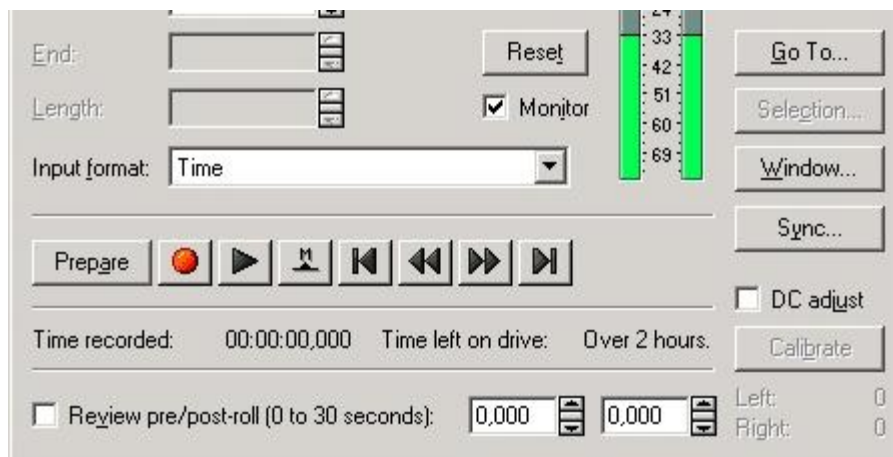 24
End:
Reset
33
Go To...
42
Length:
Monitor
51
Selection...
60
Input format: Time
69
Window...
Sync...
Prepare
M
DC adjust
Time recorded: 00:00:00,000 Time left on drive: Over 2 hours.
Calibrate
Review pre/post-roll (0 to 30 seconds): 0,000 0,000
Left: 0
Right: 0